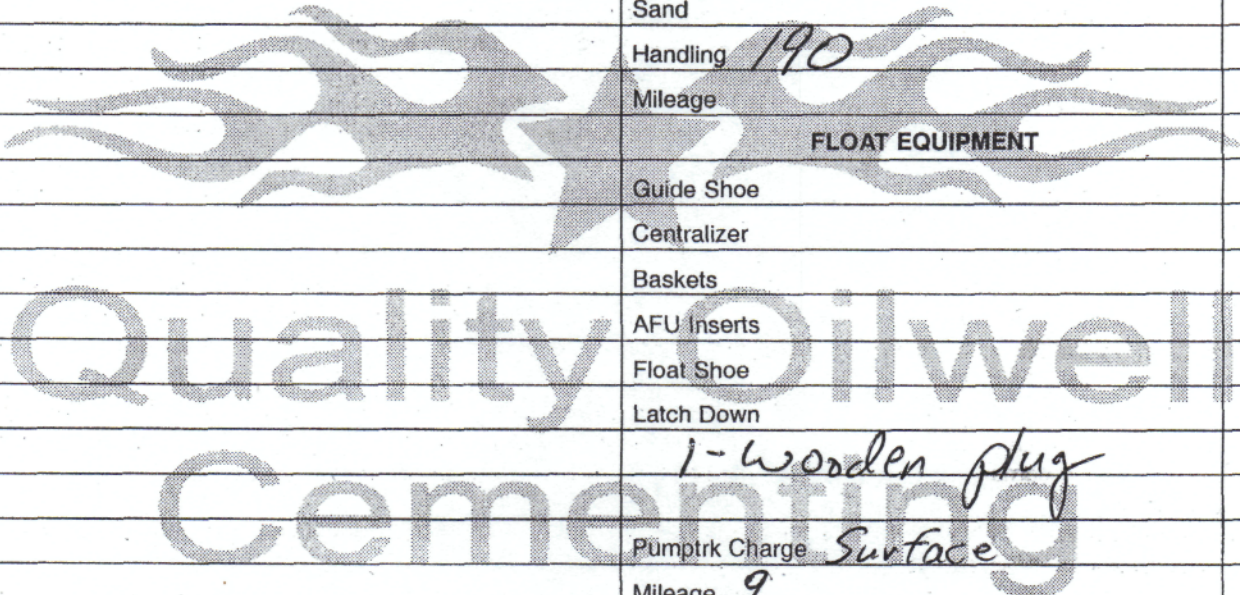 Sand
Handling 190
Mileage
FLOAT EQUIPMENT
Guide Shoe
Centralizer
Baskets
AFU Inserts
Float Shoe
Latch Down
1-wooden plug
Pumptrk Charge Surface
Mileage 9
Quality Oilwell
Cementing